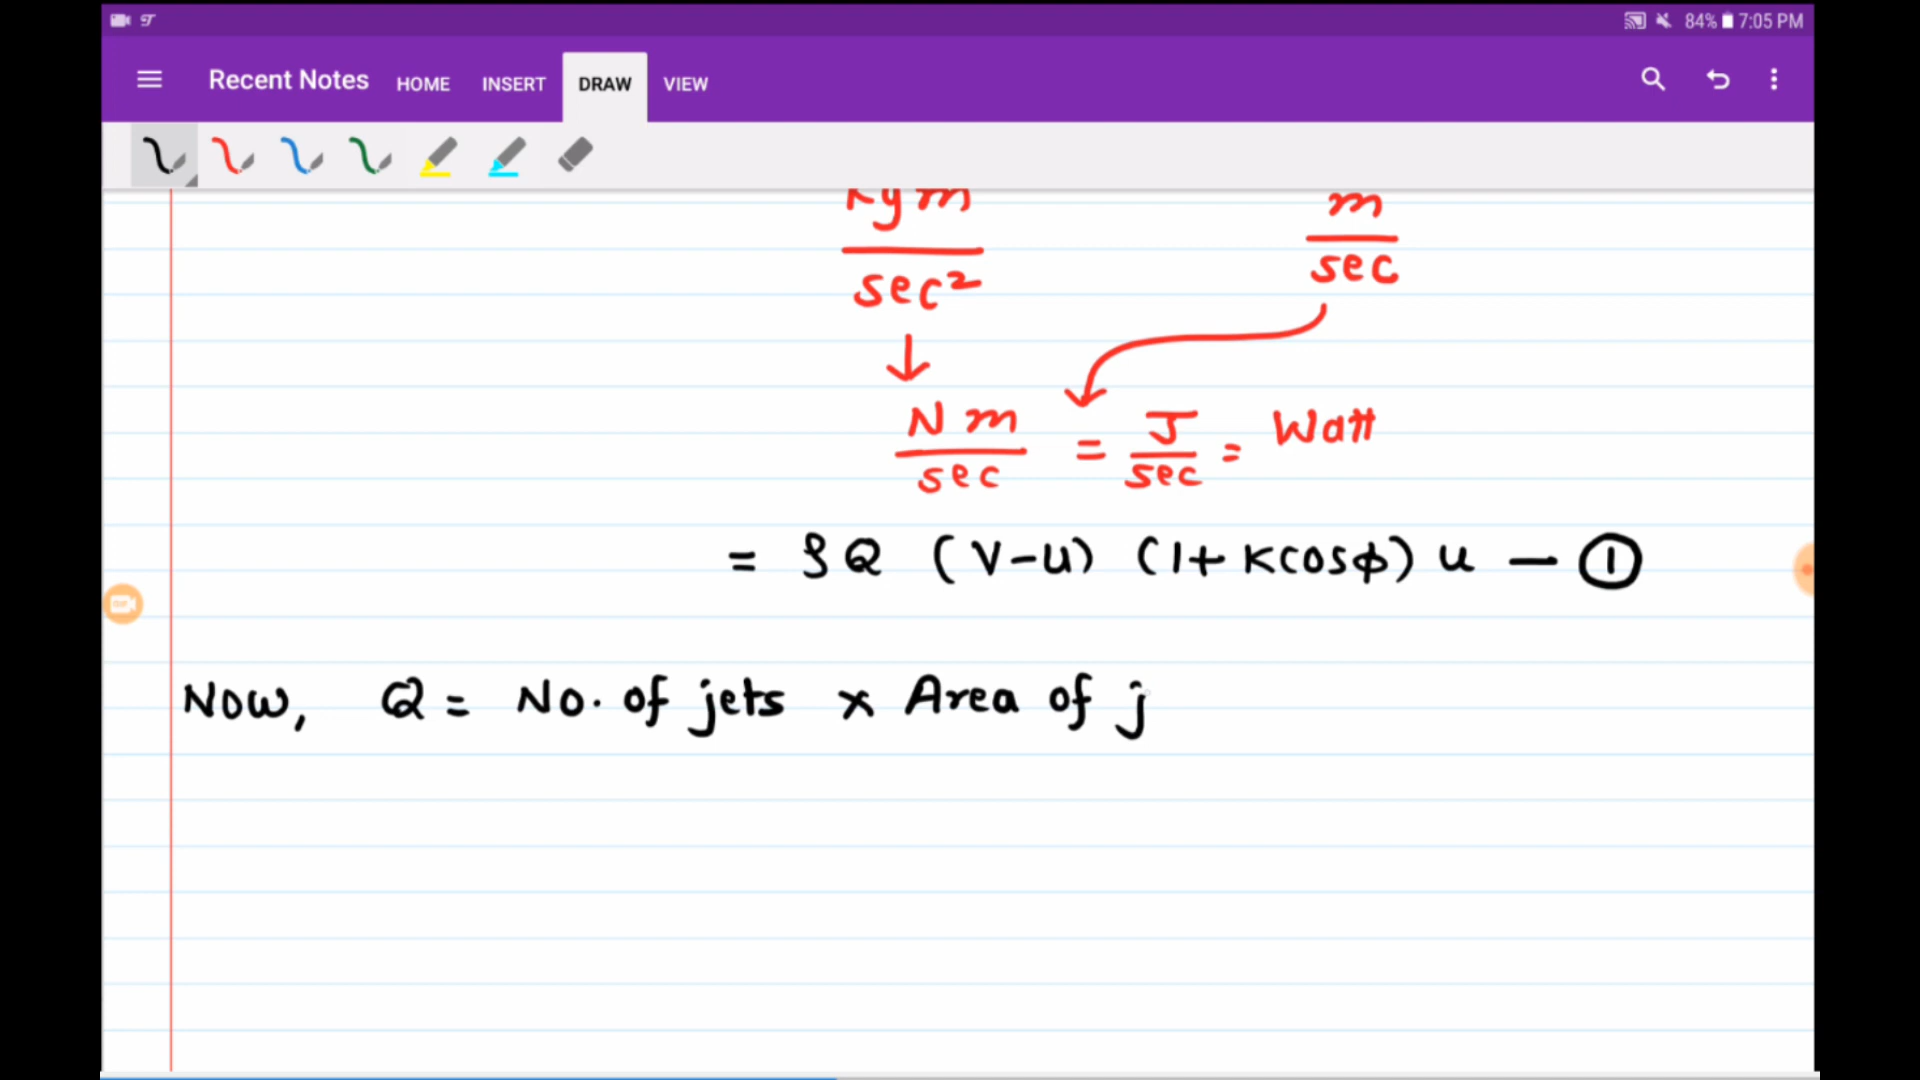 84% 7:05 PM
Recent Notes HOME INSERT DRAW VIEW
m
sec² sec
N m / sec = J / sec = Watt
= ρQ (V-u) (1+Kcosφ) u — ①
Now, Q = No. of jets × Area of j